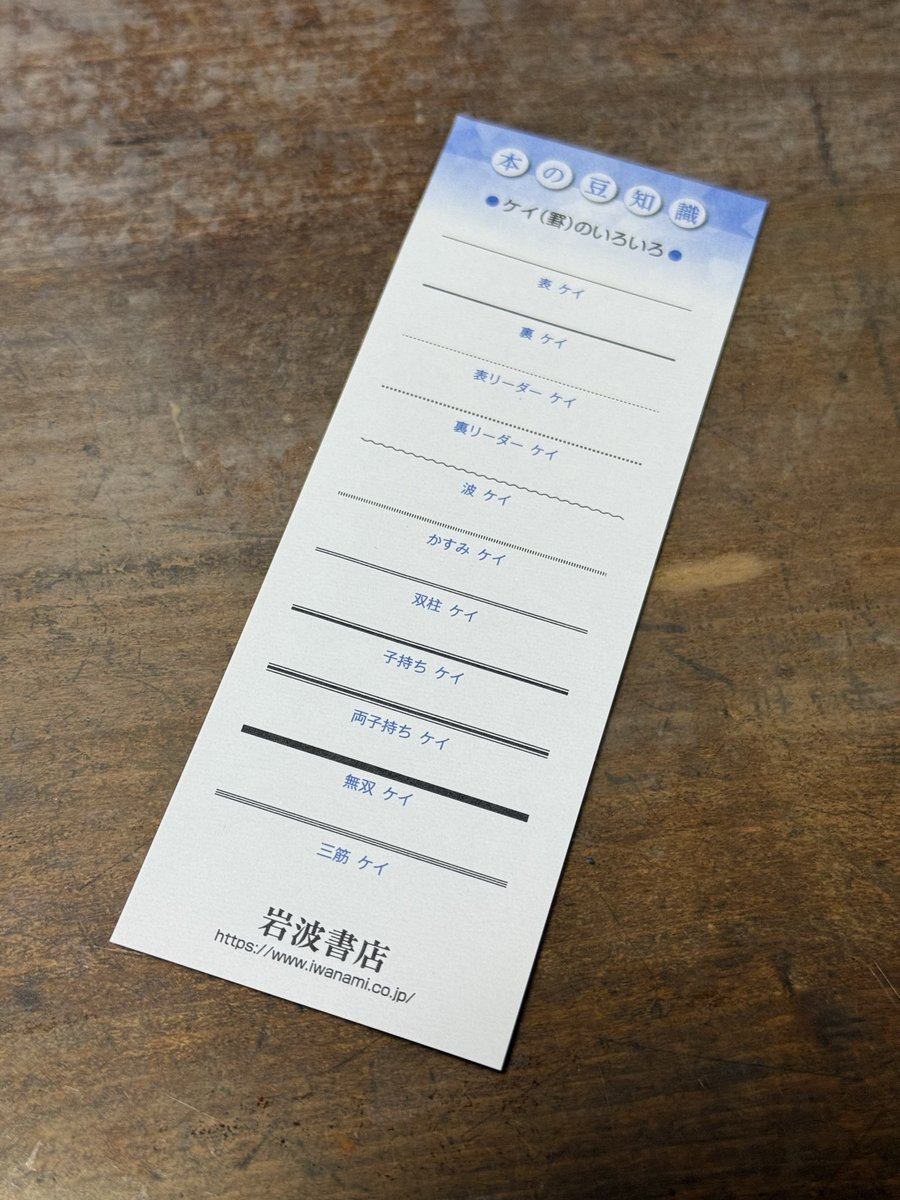 本の豆知識
●ケイ(罫)のいろいろ●
表 ケイ
裏 ケイ
表リーダー ケイ
裏リーダー ケイ
波 ケイ
かすみ ケイ
双柱 ケイ
子持ち ケイ
両子持ち ケイ
無双 ケイ
三筋 ケイ
岩波書店
https://www.iwanami.co.jp/